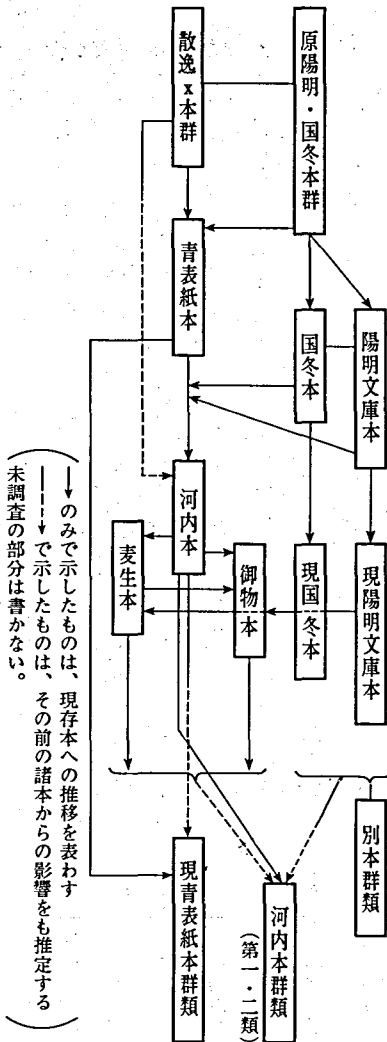 原陽明・国冬本群
散逸x本群
青表紙本
陽明文庫本
国冬本
河内本
麦生本
御物本
現国冬本
現陽明文庫本
別本群類
河内本群類
（第一・二類）
現青表紙本群類
→のみで示したものは、現存本への推移を表わす
---→で示したものは、その前の諸本からの影響をも推定する
未調査の部分は書かない。